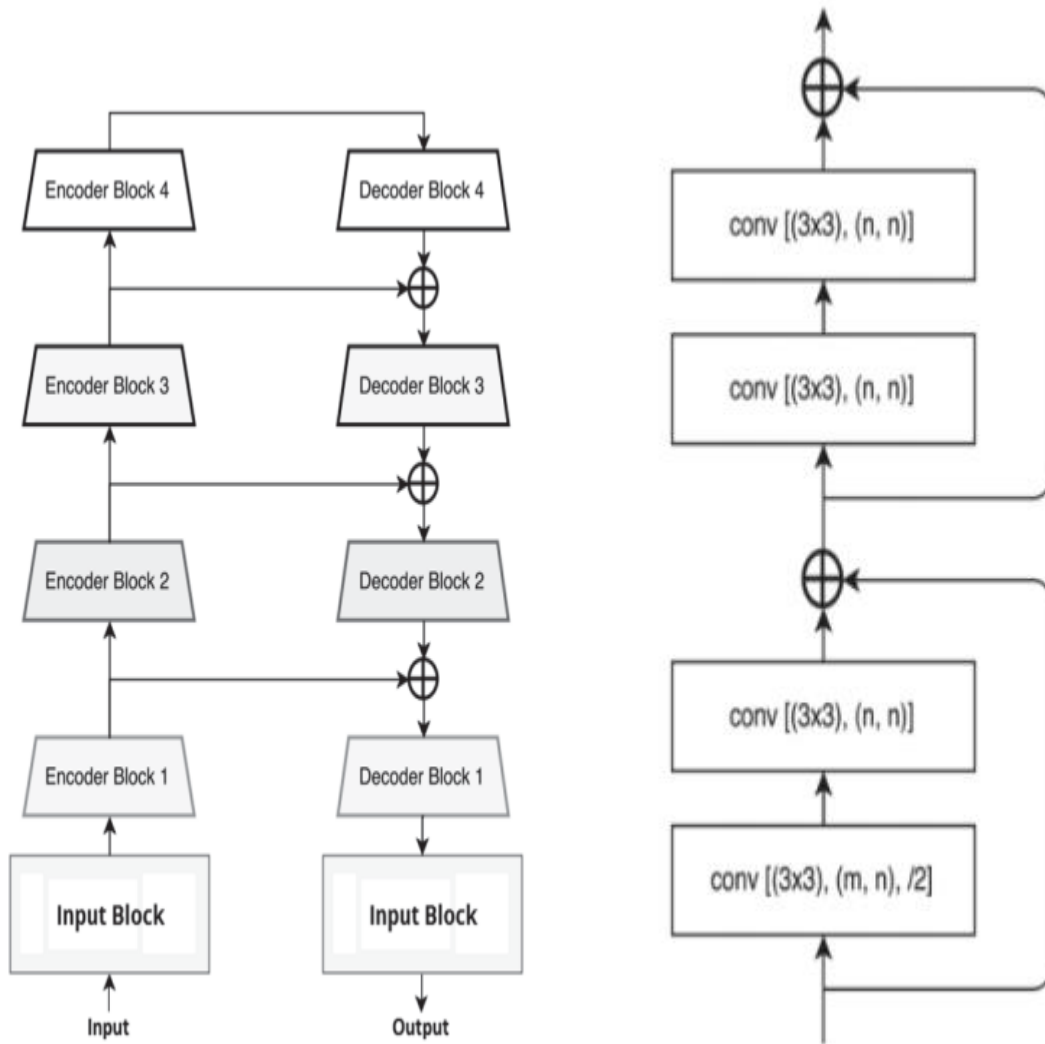 Encoder Block 4
Decoder Block 4
Encoder Block 3
Decoder Block 3
Encoder Block 2
Decoder Block 2
Encoder Block 1
Decoder Block 1
Input Block
Input Block
Input
Output
conv [(3x3), (n, n)]
conv [(3x3), (n, n)]
conv [(3x3), (n, n)]
conv [(3x3), (m, n), /2]